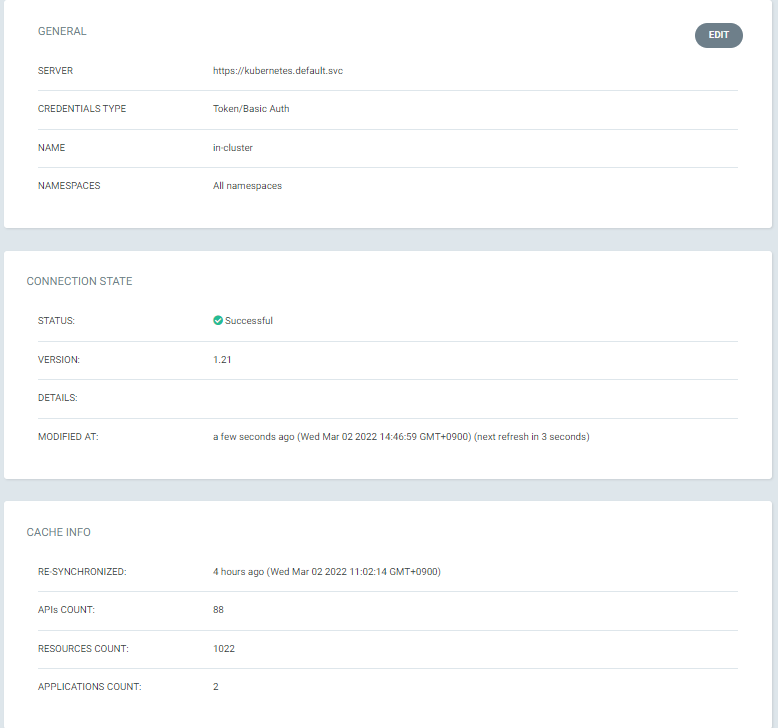 GENERAL
EDIT
SERVER https://kubernetes.default.svc
CREDENTIALS TYPE Token/Basic Auth
NAME in-cluster
NAMESPACES All namespaces
CONNECTION STATE
STATUS: Successful
VERSION: 1.21
DETAILS:
MODIFIED AT: a few seconds ago (Wed Mar 02 2022 14:46:59 GMT+0900) (next refresh in 3 seconds)
CACHE INFO
RE-SYNCHRONIZED: 4 hours ago (Wed Mar 02 2022 11:02:14 GMT+0900)
APIs COUNT: 88
RESOURCES COUNT: 1022
APPLICATIONS COUNT: 2